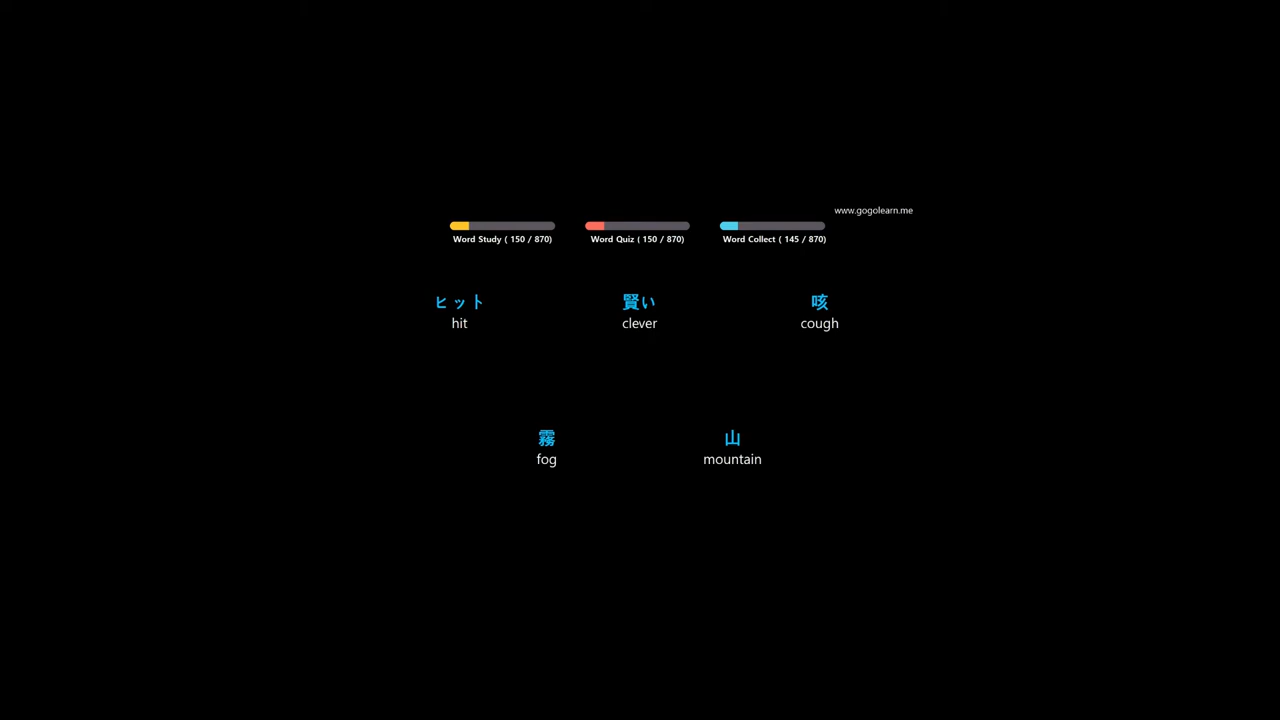 www.gogolearn.me
Word Study ( 150 / 870)
Word Quiz ( 150 / 870)
Word Collect ( 145 / 870)
ヒット
hit
賢い
clever
咳
cough
霧
fog
山
mountain